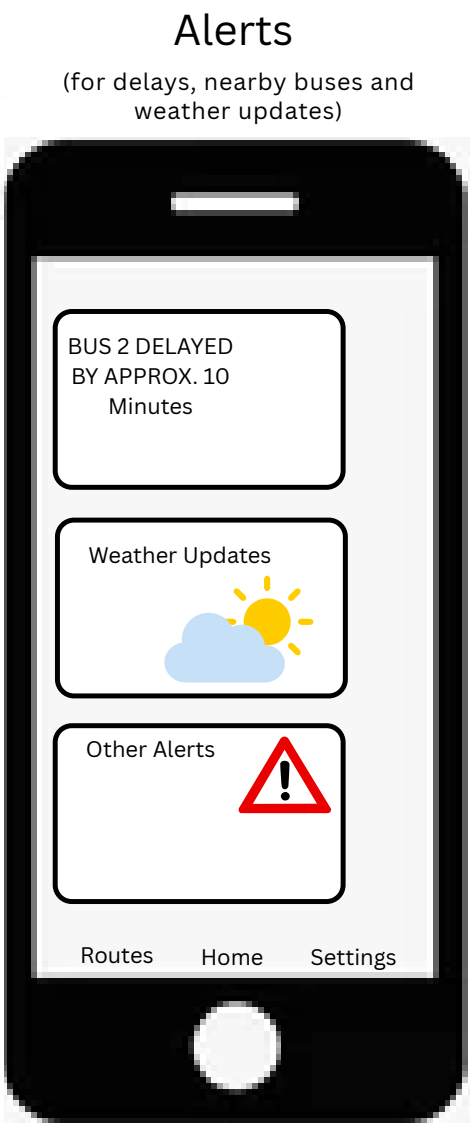 Alerts
(for delays, nearby buses and
weather updates)
BUS 2 DELAYED
BY APPROX. 10
Minutes
Weather Updates
Other Alerts
Routes
Home
Settings